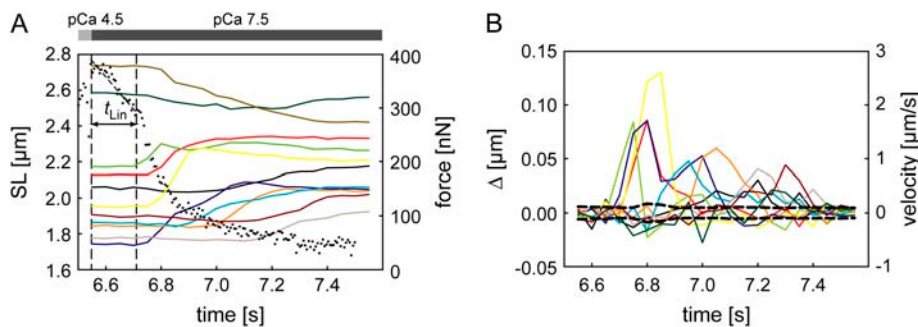 pCa 4.5
pCa 7.5
A
SL [µm]
2.8
2.6
2.4
2.2
2.0
1.8
1.6
t_Lin
400
300
200
100
0
force [nN]
6.6 6.8 7.0 7.2 7.4
time [s]
B
Δ [µm]
0.15
0.10
0.05
0.00
-0.05
3
2
1
0
-1
velocity [µm/s]
6.6 6.8 7.0 7.2 7.4
time [s]